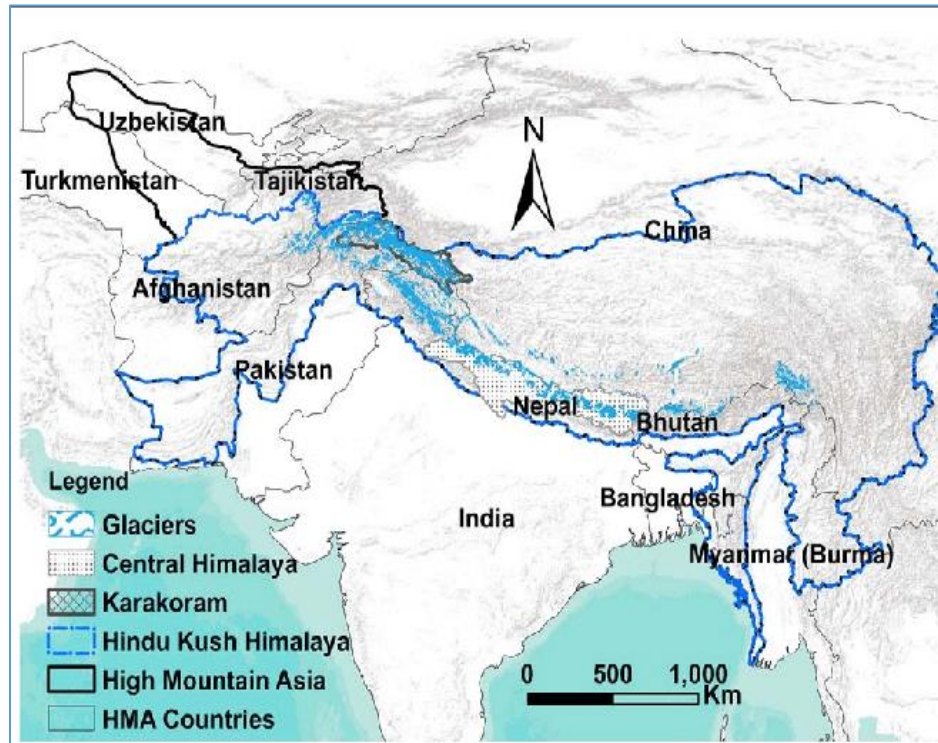 N
Uzbekistan
Turkmenistan
Tajikistan
China
Afghanistan
Pakistan
Nepal
Bhutan
Bangladesh
India
Myanmar (Burma)
Legend
Glaciers
Central Himalaya
Karakoram
Hindu Kush Himalaya
High Mountain Asia
HMA Countries
0 500 1,000
Km